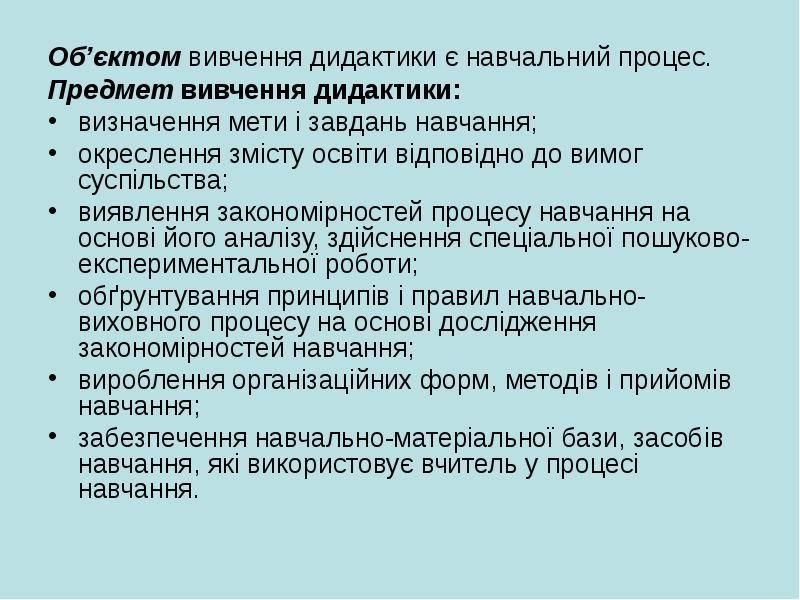 Об’єктом вивчення дидактики є навчальний процес.
Предмет вивчення дидактики:
• визначення мети і завдань навчання;
• окреслення змісту освіти відповідно до вимог
суспільства;
• виявлення закономірностей процесу навчання на
основі його аналізу, здійснення спеціальної пошуково-
експериментальної роботи;
• обґрунтування принципів і правил навчально-
виховного процесу на основі дослідження
закономірностей навчання;
• вироблення організаційних форм, методів і прийомів
навчання;
• забезпечення навчально-матеріальної бази, засобів
навчання, які використовує вчитель у процесі
навчання.